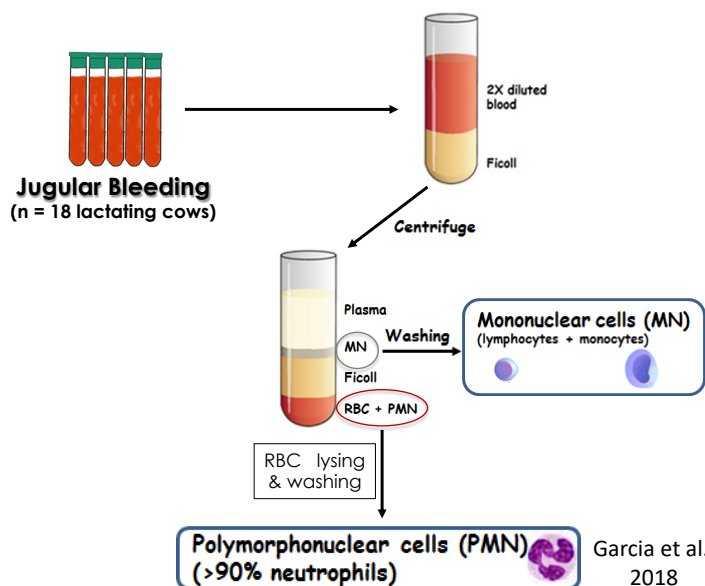 2X diluted
blood
Ficoll
Jugular Bleeding
(n = 18 lactating cows)
Centrifuge
Plasma
MN
Ficoll
RBC + PMN
Washing
Mononuclear cells (MN)
(lymphocytes + monocytes)
RBC lysing
& washing
Polymorphonuclear cells (PMN)
(>90% neutrophils)
Garcia et al.
2018